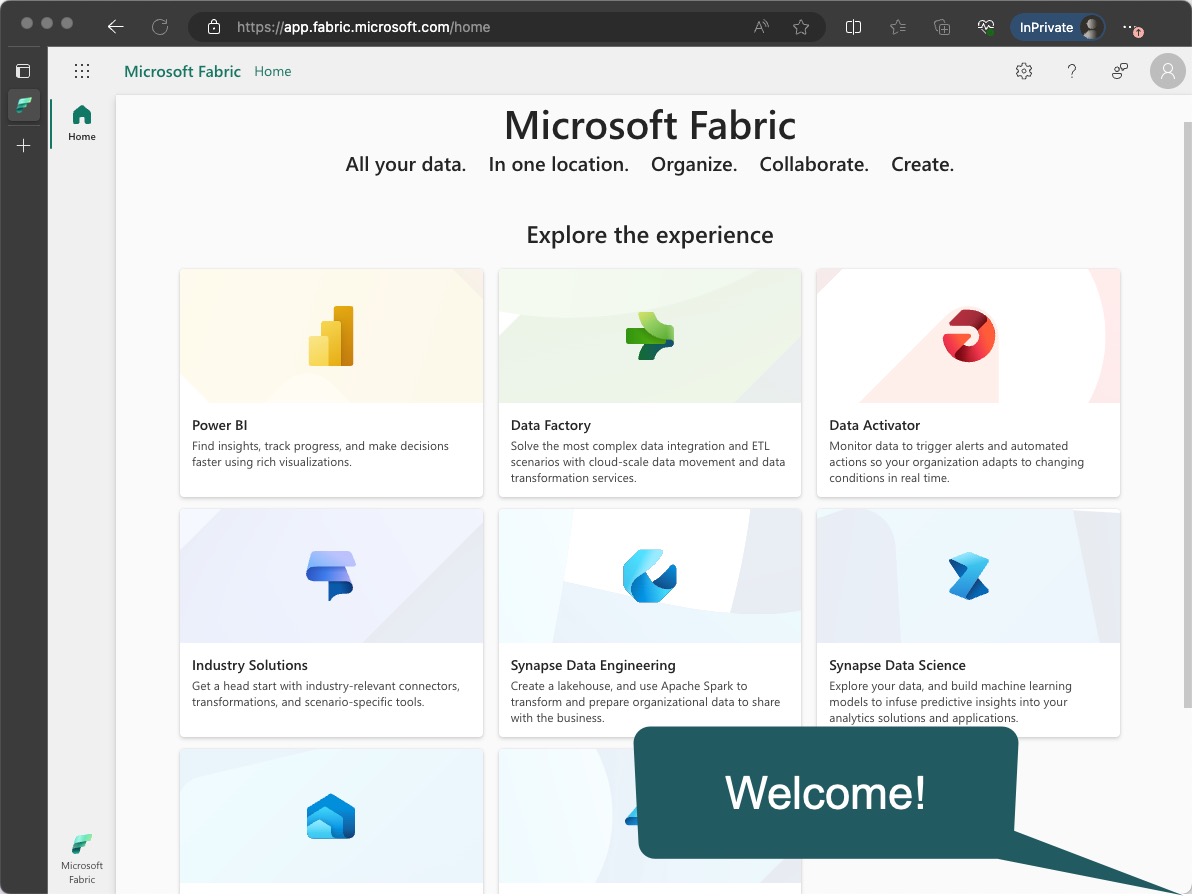 https://app.fabric.microsoft.com/home
InPrivate
Microsoft Fabric Home
Home
Microsoft Fabric
All your data. In one location. Organize. Collaborate. Create.
Explore the experience
Power BI
Find insights, track progress, and make decisions
faster using rich visualizations.
Data Factory
Solve the most complex data integration and ETL
scenarios with cloud-scale data movement and data
transformation services.
Data Activator
Monitor data to trigger alerts and automated
actions so your organization adapts to changing
conditions in real time.
Industry Solutions
Get a head start with industry-relevant connectors,
transformations, and scenario-specific tools.
Synapse Data Engineering
Create a lakehouse, and use Apache Spark to
transform and prepare organizational data to share
with the business.
Synapse Data Science
Explore your data, and build machine learning
models to infuse predictive insights into your
analytics solutions and applications.
Welcome!
Microsoft
Fabric